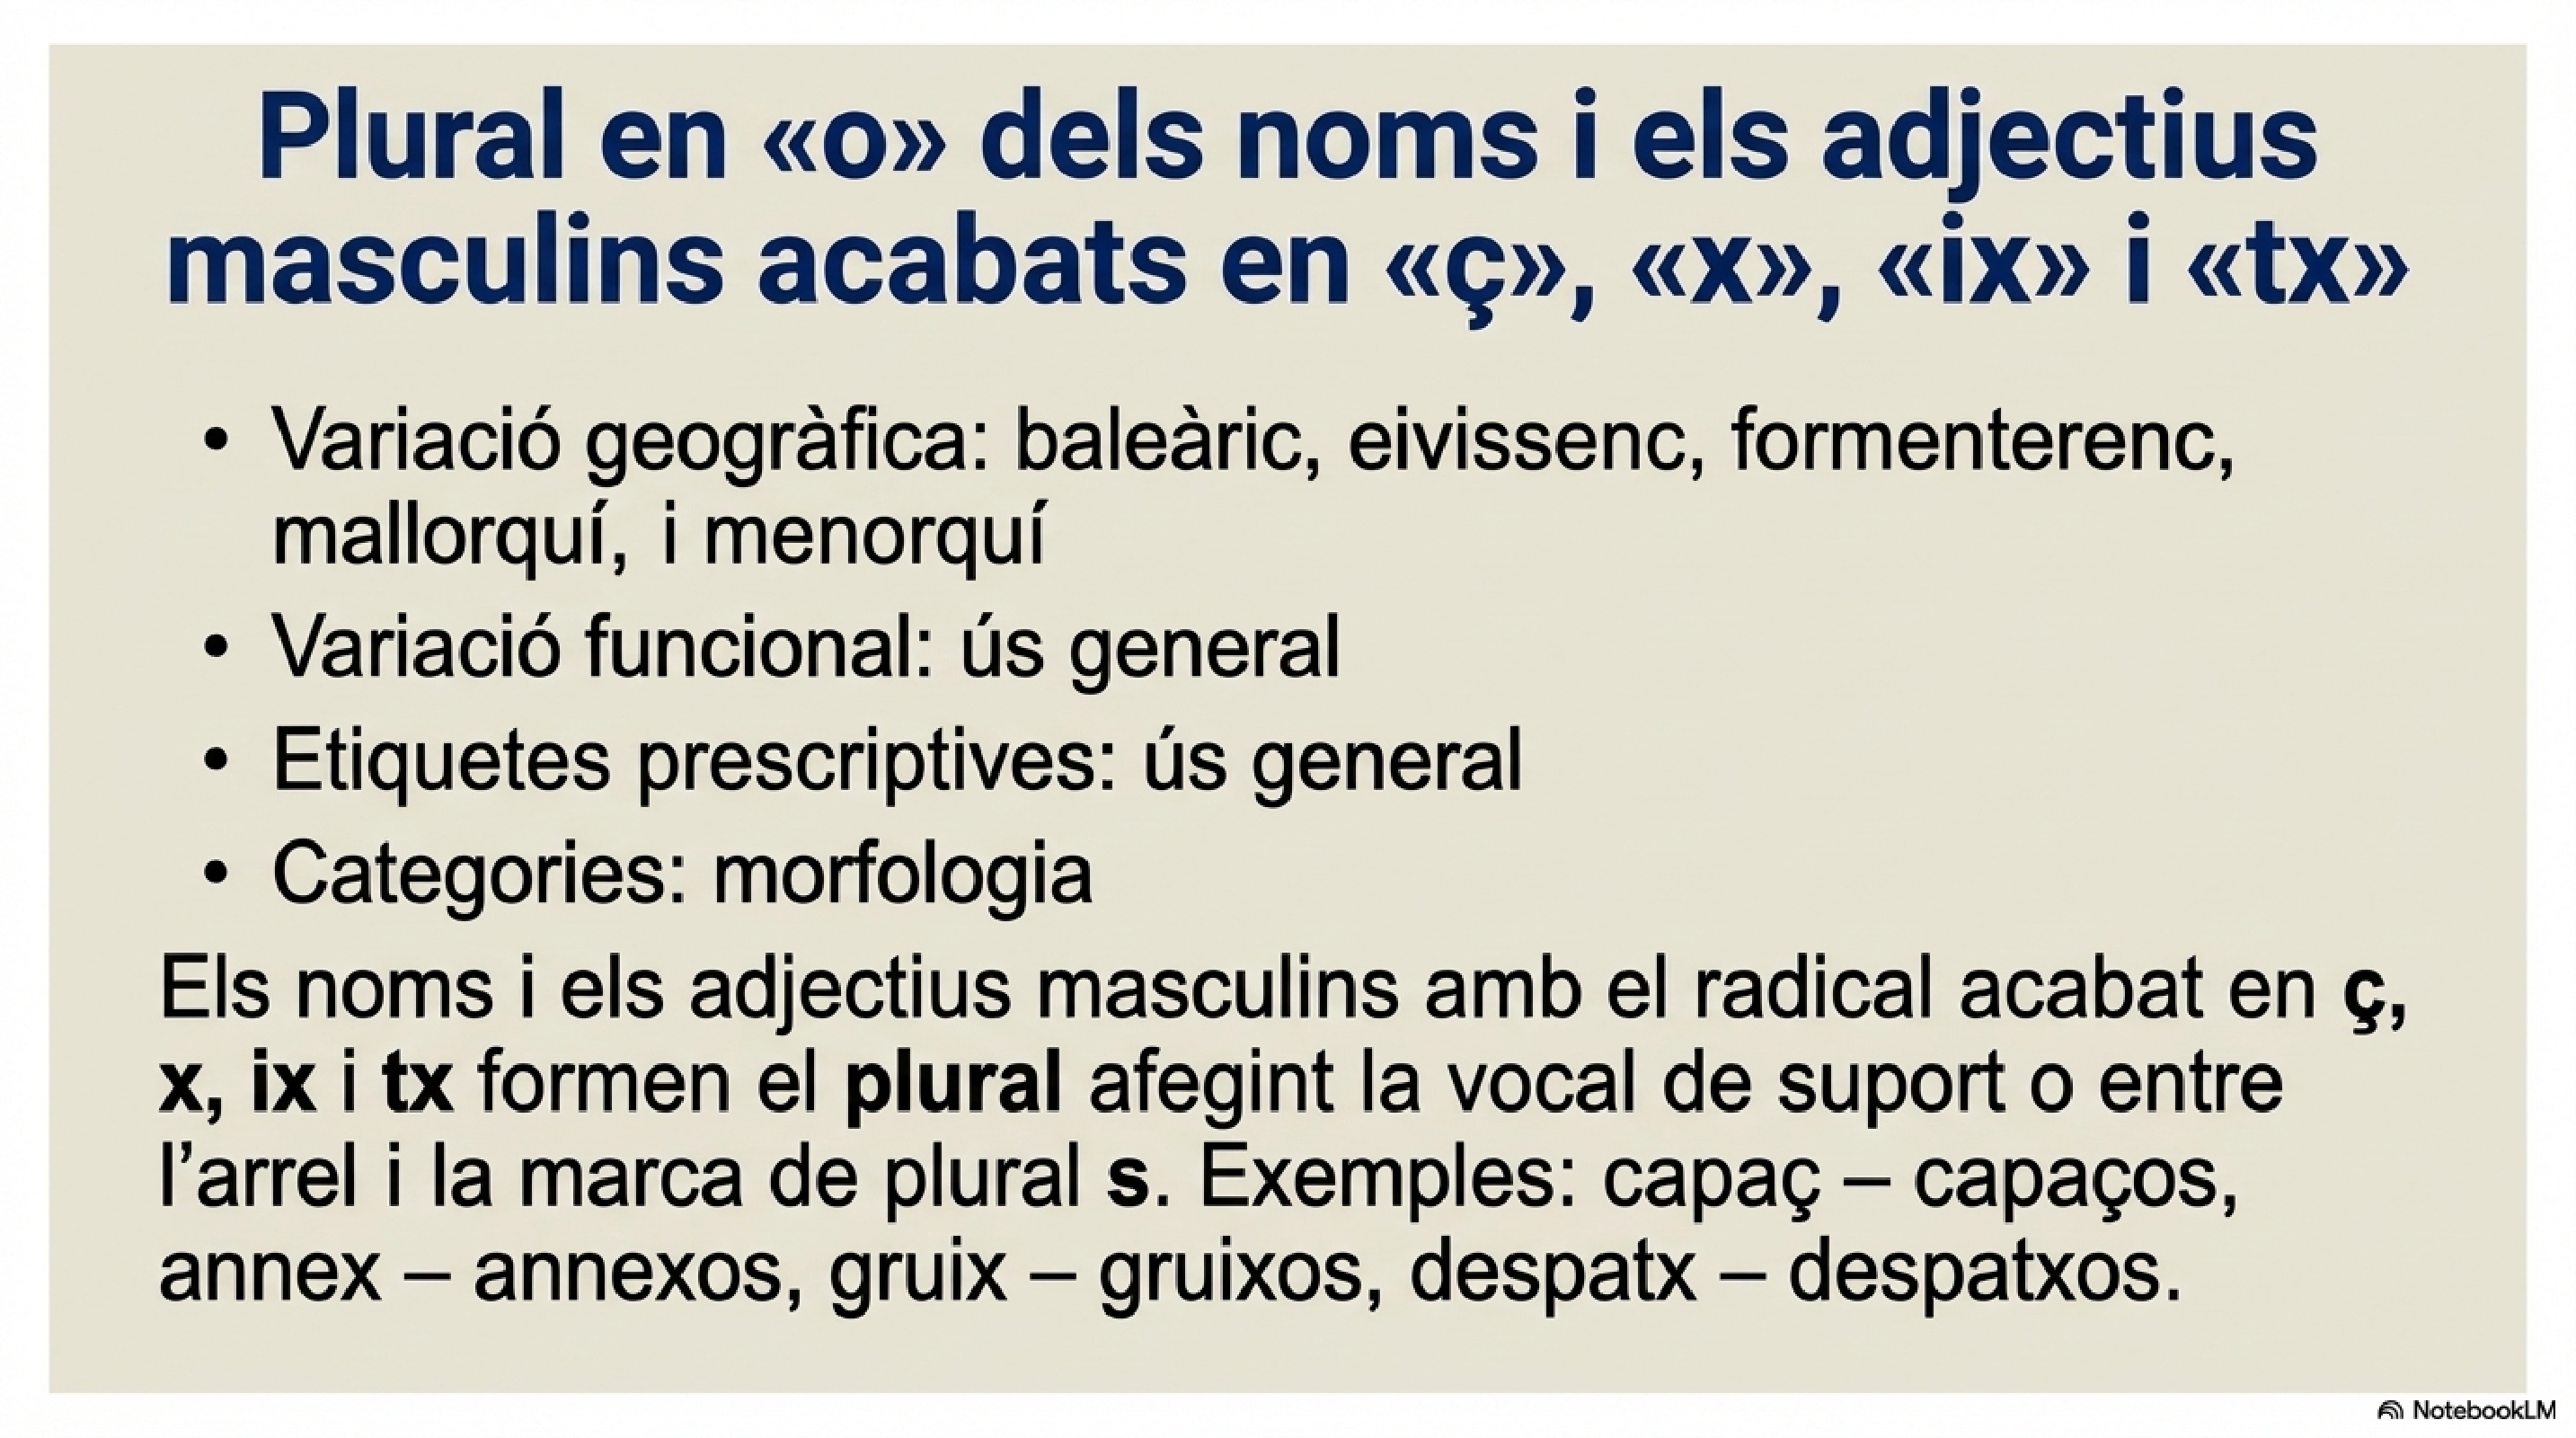 Plural en «o» dels noms i els adjectius
masculins acabats en «ç», «x», «ix» i «tx»
• Variació geogràfica: baleàric, eivissenc, formenterenc,
mallorquí, i menorquí
• Variació funcional: ús general
• Etiquetes prescriptives: ús general
• Categories: morfologia
Els noms i els adjectius masculins amb el radical acabat en ç,
x, ix i tx formen el plural afegint la vocal de suport o entre
l’arrel i la marca de plural s. Exemples: capaç – capaços,
annex – annexos, gruix – gruixos, despatx – despatxos.
NotebookLM